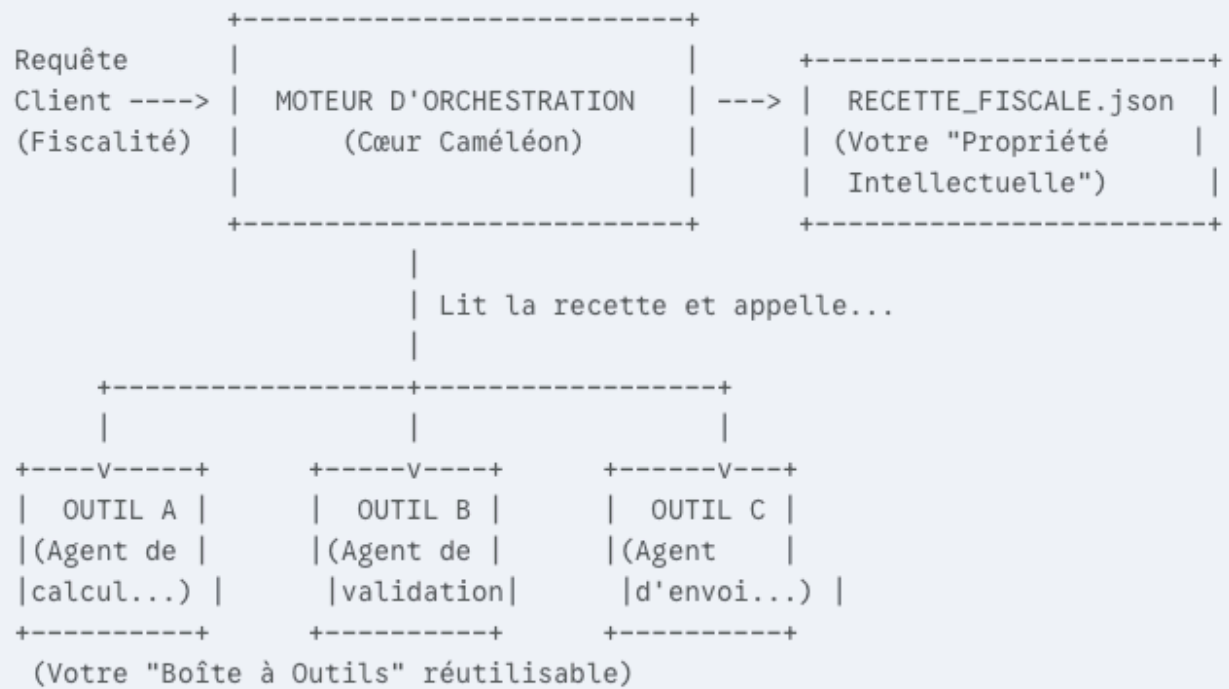 +---------------------------+
Requête      |                           |      +------------------------+
Client ----> |  MOTEUR D'ORCHESTRATION   | ---> |  RECETTE_FISCALE.json  |
(Fiscalité)  |      (Cœur Caméléon)      |      | (Votre "Propriété     |
             |                           |      |  Intellectuelle")      |
             +---------------------------+      +------------------------+
                        |
                        | Lit la recette et appelle...
                        |
     +------------------+------------------+
     |                  |                  |
+----v-----+      +-----v----+      +------v---+
|  OUTIL A |      |  OUTIL B |      |  OUTIL C |
|(Agent de |      |(Agent de |      |(Agent    |
|calcul...) |      |validation|      |d'envoi...) |
+----------+      +----------+      +----------+
 (Votre "Boîte à Outils" réutilisable)